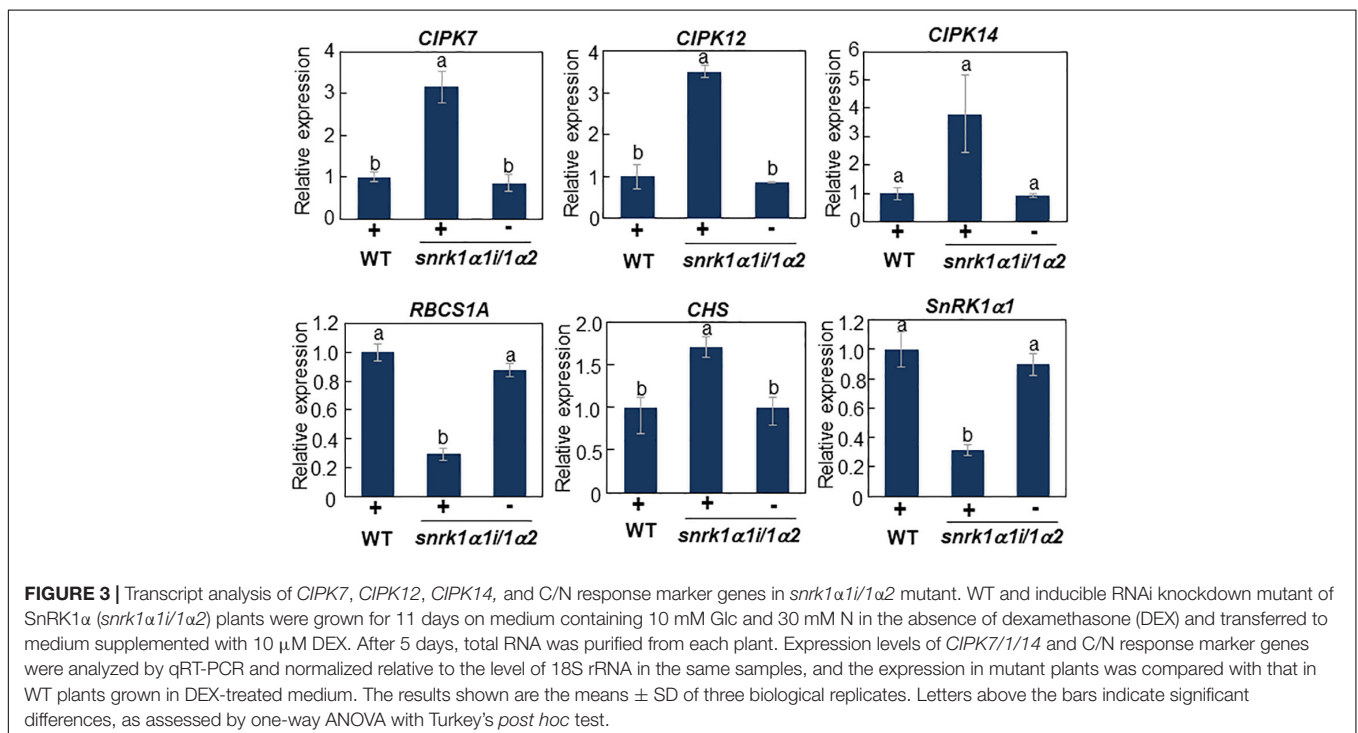 CIPK7
CIPK12
CIPK14
Relative expression
4
3
2
1
0
b
a
b
+
+
-
WT
snrk1α1i/1α2
Relative expression
4
3
2
1
0
b
a
b
+
+
-
WT
snrk1α1i/1α2
Relative expression
6
5
4
3
2
1
0
a
a
a
+
+
-
WT
snrk1α1i/1α2
RBCS1A
CHS
SnRK1α1
Relative expression
1.2
1.0
0.8
0.6
0.4
0.2
0
a
b
a
+
+
-
WT
snrk1α1i/1α2
Relative expression
2.0
1.5
1.0
0.5
0
b
a
b
+
+
-
WT
snrk1α1i/1α2
Relative expression
1.2
1.0
0.8
0.6
0.4
0.2
0
a
b
a
+
+
-
WT
snrk1α1i/1α2
FIGURE 3 | Transcript analysis of CIPK7, CIPK12, CIPK14, and C/N response marker genes in snrk1α1i/1α2 mutant. WT and inducible RNAi knockdown mutant of
SnRK1α (snrk1α1i/1α2) plants were grown for 11 days on medium containing 10 mM Glc and 30 mM N in the absence of dexamethasone (DEX) and transferred to
medium supplemented with 10 μM DEX. After 5 days, total RNA was purified from each plant. Expression levels of CIPK7/1/14 and C/N response marker genes
were analyzed by qRT-PCR and normalized relative to the level of 18S rRNA in the same samples, and the expression in mutant plants was compared with that in
WT plants grown in DEX-treated medium. The results shown are the means ± SD of three biological replicates. Letters above the bars indicate significant
differences, as assessed by one-way ANOVA with Turkey's post hoc test.